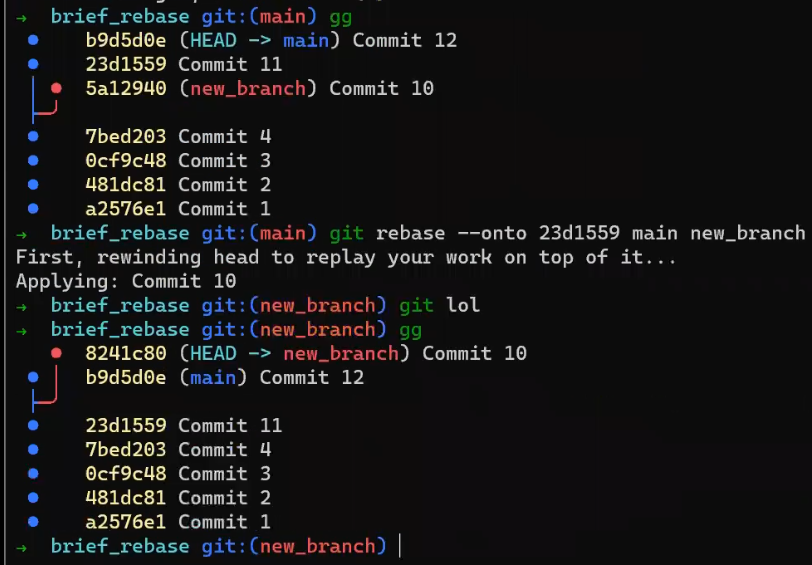 → brief_rebase git:(main) gg
b9d5d0e (HEAD -> main) Commit 12
23d1559 Commit 11
5a12940 (new_branch) Commit 10
7bed203 Commit 4
0cf9c48 Commit 3
481dc81 Commit 2
a2576e1 Commit 1
→ brief_rebase git:(main) git rebase --onto 23d1559 main new_branch
First, rewinding head to replay your work on top of it...
Applying: Commit 10
→ brief_rebase git:(new_branch) git lol
→ brief_rebase git:(new_branch) gg
8241c80 (HEAD -> new_branch) Commit 10
b9d5d0e (main) Commit 12
23d1559 Commit 11
7bed203 Commit 4
0cf9c48 Commit 3
481dc81 Commit 2
a2576e1 Commit 1
→ brief_rebase git:(new_branch)